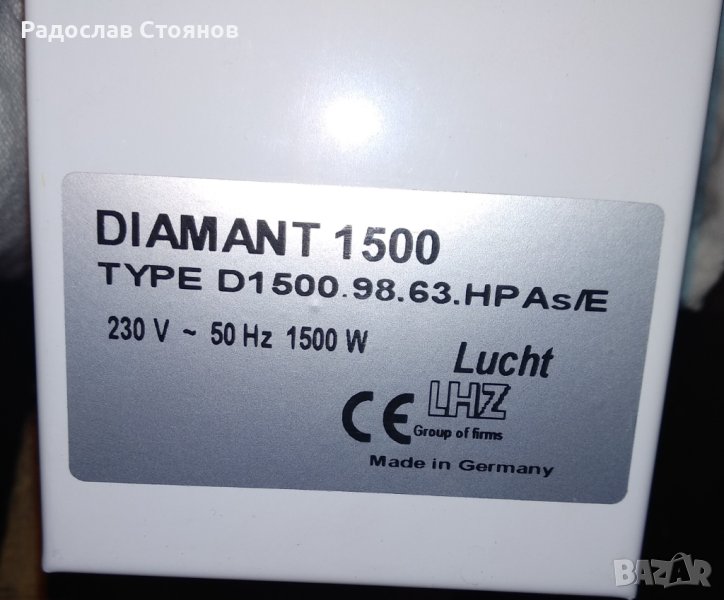 Радослав Стоянов
DIAMANT 1500
TYPE D1500.98.63.HPAs/E
230 V ~ 50 Hz 1500 W
Lucht
CE LHZ
Group of firms
Made in Germany
BAZAR